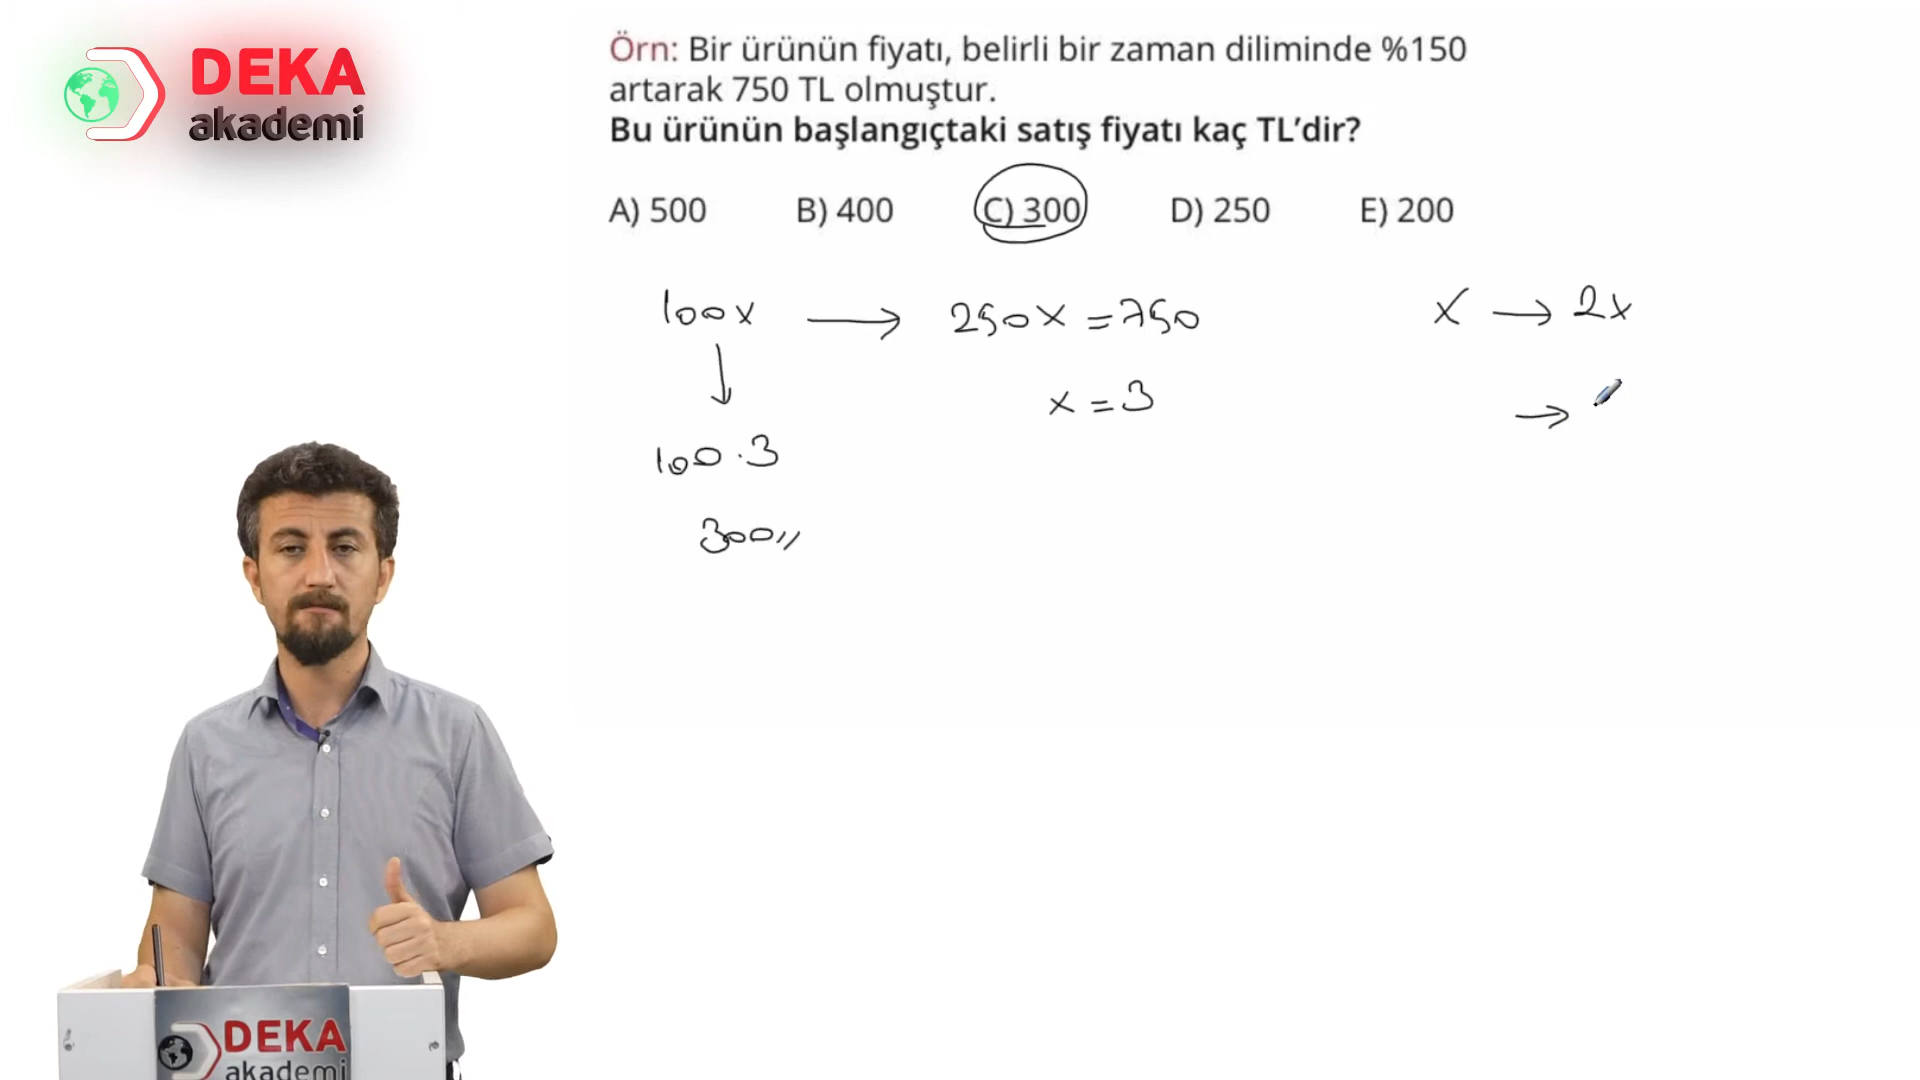 DEKA
akademi
Örn: Bir ürünün fiyatı, belirli bir zaman diliminde %150
artarak 750 TL olmuştur.
Bu ürünün başlangıçtaki satış fiyatı kaç TL’dir?
A) 500 B) 400 C) 300 D) 250 E) 200
100x → 250x = 750
x → 2x
↓
x = 3
→
100.3
300,,
DEKA
akademi